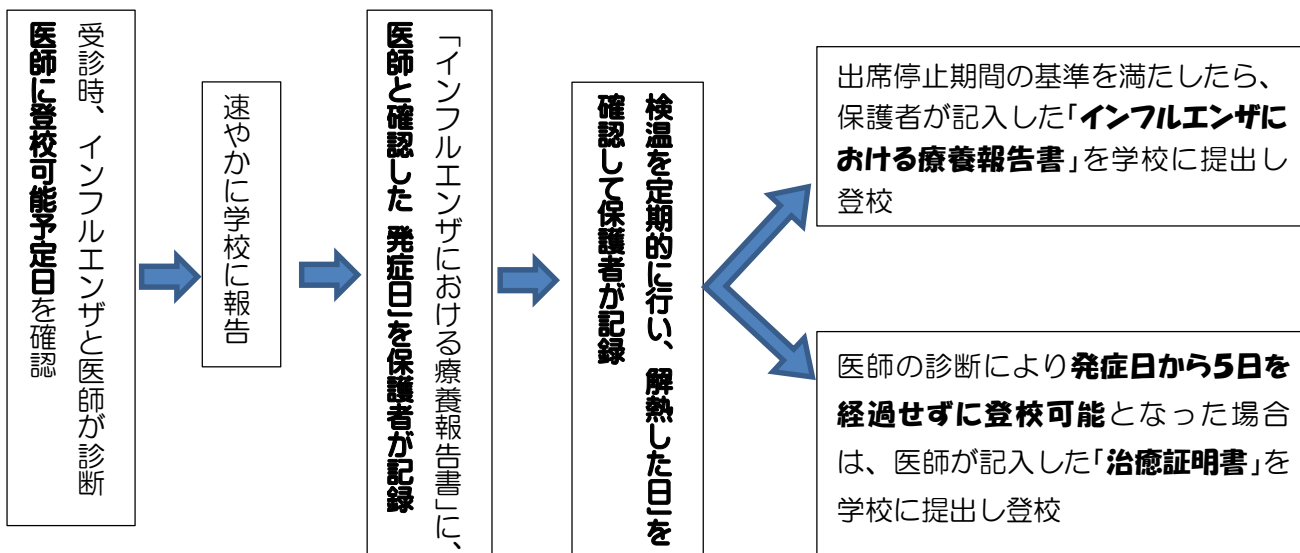 受診時、インフルエンザと医師が診断
医師に登校可能予定日を確認
速やかに学校に報告
「インフルエンザにおける療養報告書」に、
医師と確認した 発症日」を保護者が記録
検温を定期的に行い、 解熱した日」を
確認して保護者が記録
出席停止期間の基準を満たしたら、
保護者が記入した「インフルエンザに
おける療養報告書」を学校に提出し
登校
医師の診断により発症日から5日を
経過せずに登校可能となった場合
は、医師が記入した「治癒証明書」を
学校に提出し登校